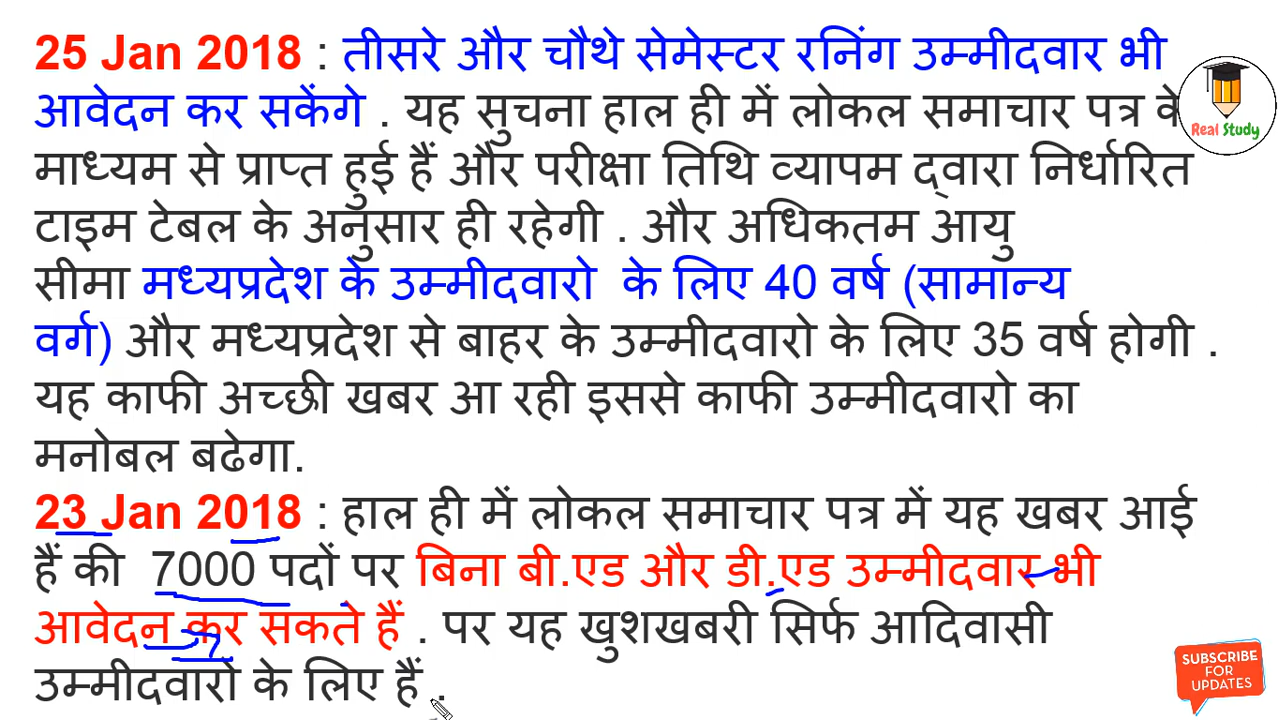 25 Jan 2018 : तीसरे और चौथे सेमेस्टर रनिंग उम्मीदवार भी
आवेदन कर सकेंगे . यह सुचना हाल ही में लोकल समाचार पत्र के
माध्यम से प्राप्त हुई हैं और परीक्षा तिथि व्यापम द्वारा निर्धारित
टाइम टेबल के अनुसार ही रहेगी . और अधिकतम आयु
सीमा मध्यप्रदेश के उम्मीदवारो के लिए 40 वर्ष (सामान्य
वर्ग) और मध्यप्रदेश से बाहर के उम्मीदवारो के लिए 35 वर्ष होगी .
यह काफी अच्छी खबर आ रही इससे काफी उम्मीदवारो का
मनोबल बढेगा.
23 Jan 2018 : हाल ही में लोकल समाचार पत्र में यह खबर आई
हैं की 7000 पदों पर बिना बी.एड और डी.एड उम्मीदवार भी
आवेदन कर सकते हैं . पर यह खुशखबरी सिर्फ आदिवासी
उम्मीदवारो के लिए हैं .
Real Study
SUBSCRIBE
FOR
UPDATES